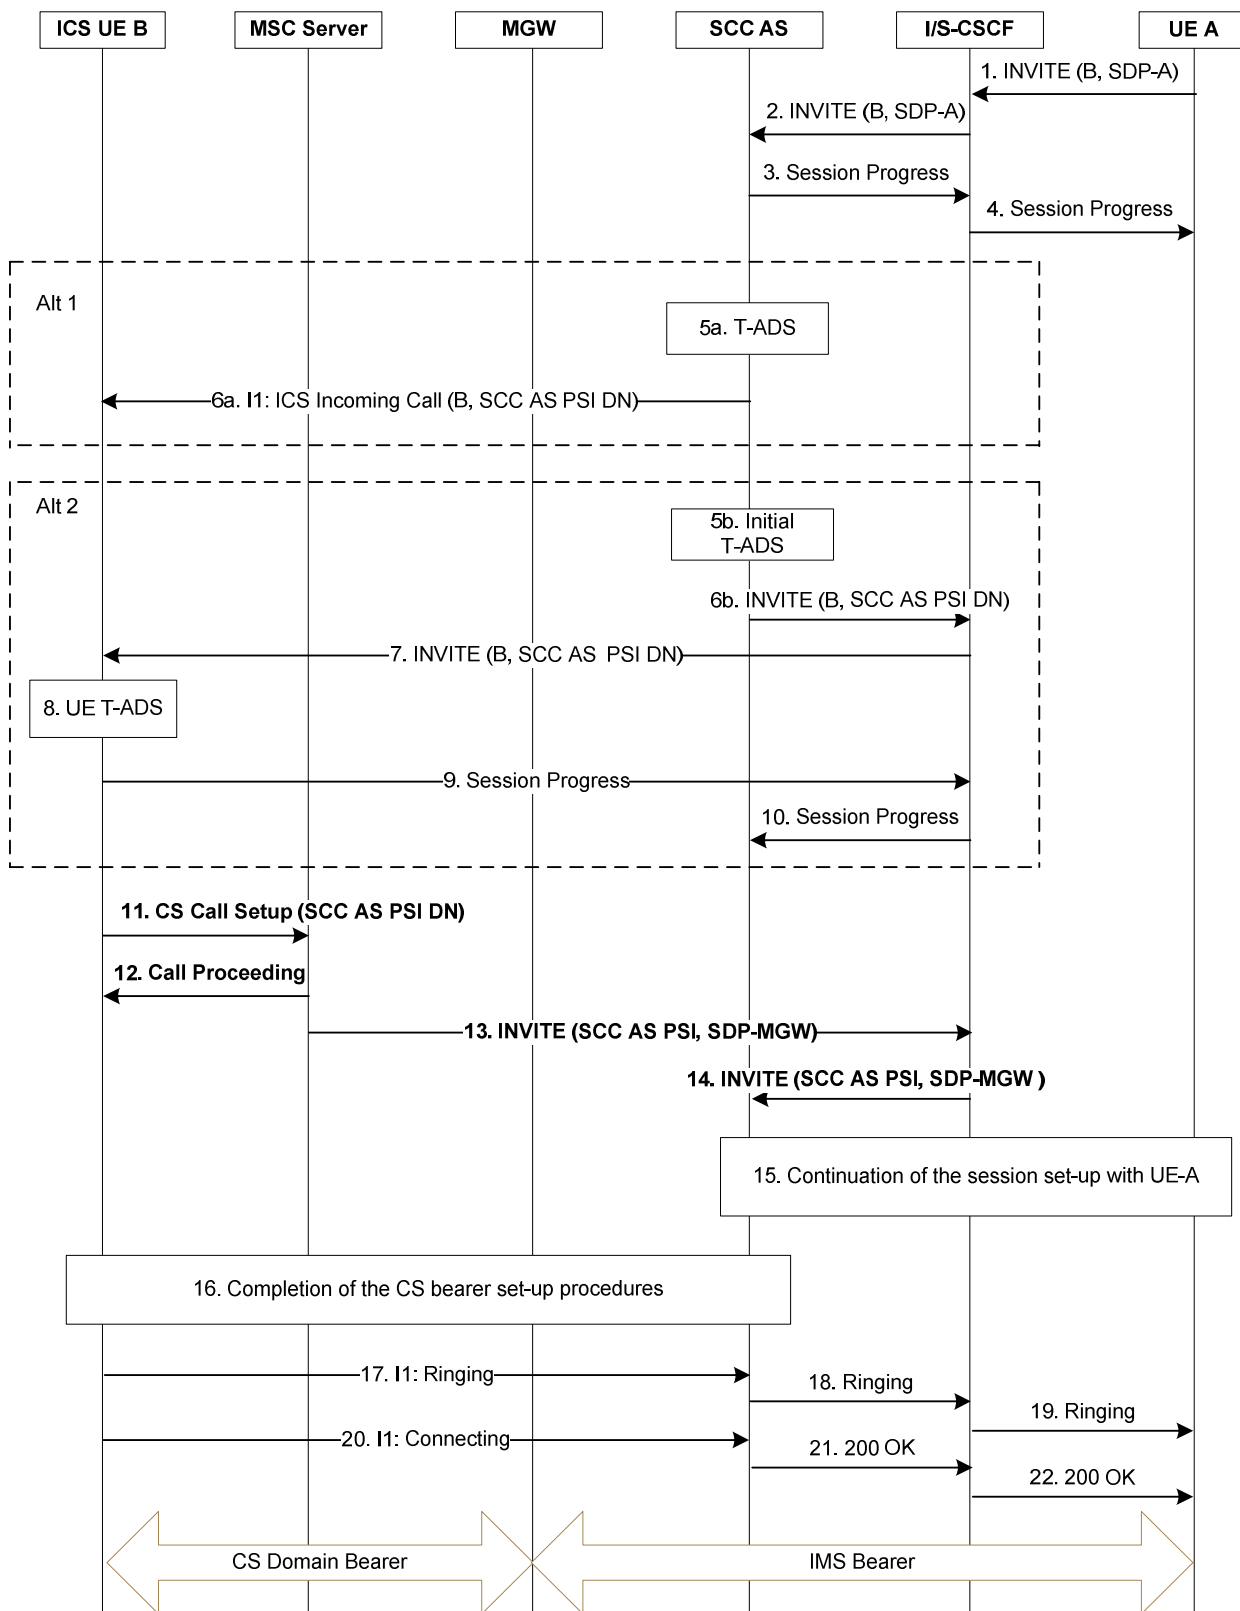 ICS UE B
MSC Server
MGW
SCC AS
I/S-CSCF
UE A
1. INVITE (B, SDP-A)
2. INVITE (B, SDP-A)
3. Session Progress
4. Session Progress
Alt 1
5a. T-ADS
6a. I1: ICS Incoming Call (B, SCC AS PSI DN)
Alt 2
5b. Initial
T-ADS
6b. INVITE (B, SCC AS PSI DN)
7. INVITE (B, SCC AS PSI DN)
8. UE T-ADS
9. Session Progress
10. Session Progress
11. CS Call Setup (SCC AS PSI DN)
12. Call Proceeding
13. INVITE (SCC AS PSI, SDP-MGW)
14. INVITE (SCC AS PSI, SDP-MGW )
15. Continuation of the session set-up with UE-A
16. Completion of the CS bearer set-up procedures
17. I1: Ringing
18. Ringing
19. Ringing
20. I1: Connecting
21. 200 OK
22. 200 OK
CS Domain Bearer
IMS Bearer